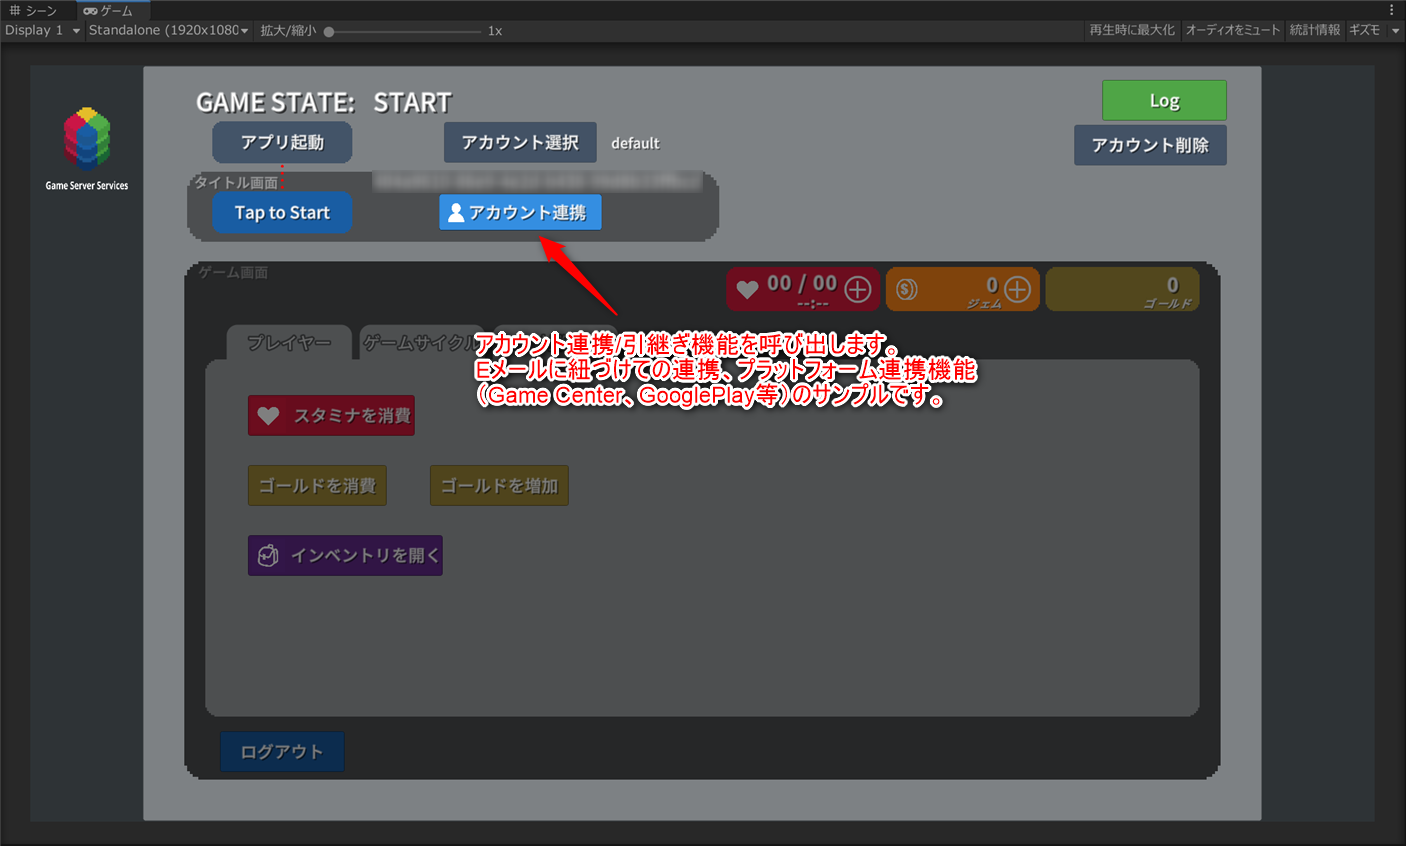 シーン ゲーム
Display 1 Standalone (1920x1080 拡大/縮小 1x 再生時に最大化 オーディオをミュート 統計情報 ギズモ
GAME STATE: START
Log
アプリ起動 アカウント選択 default
アカウント削除
Game Server Services
タイトル画面
Tap to Start アカウント連携
ゲーム画面
00 / 00 0 0
--:-- ジェム ゴールド
プレイヤー ゲームサイクル
アカウント連携/引継ぎ機能を呼び出します。
Eメールに紐づけての連携、プラットフォーム連携機能
（Game Center、GooglePlay等）のサンプルです。
スタミナを消費
ゴールドを消費 ゴールドを増加
インベントリを開く
ログアウト